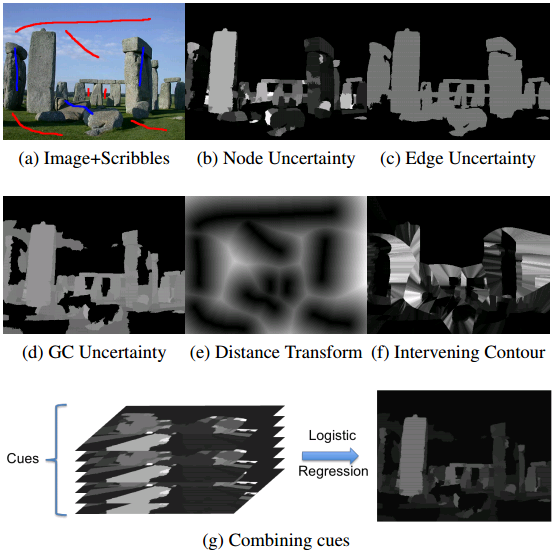 (a) Image+Scribbles
(b) Node Uncertainty
(c) Edge Uncertainty
(d) GC Uncertainty
(e) Distance Transform
(f) Intervening Contour
Cues
Logistic
Regression
(g) Combining cues